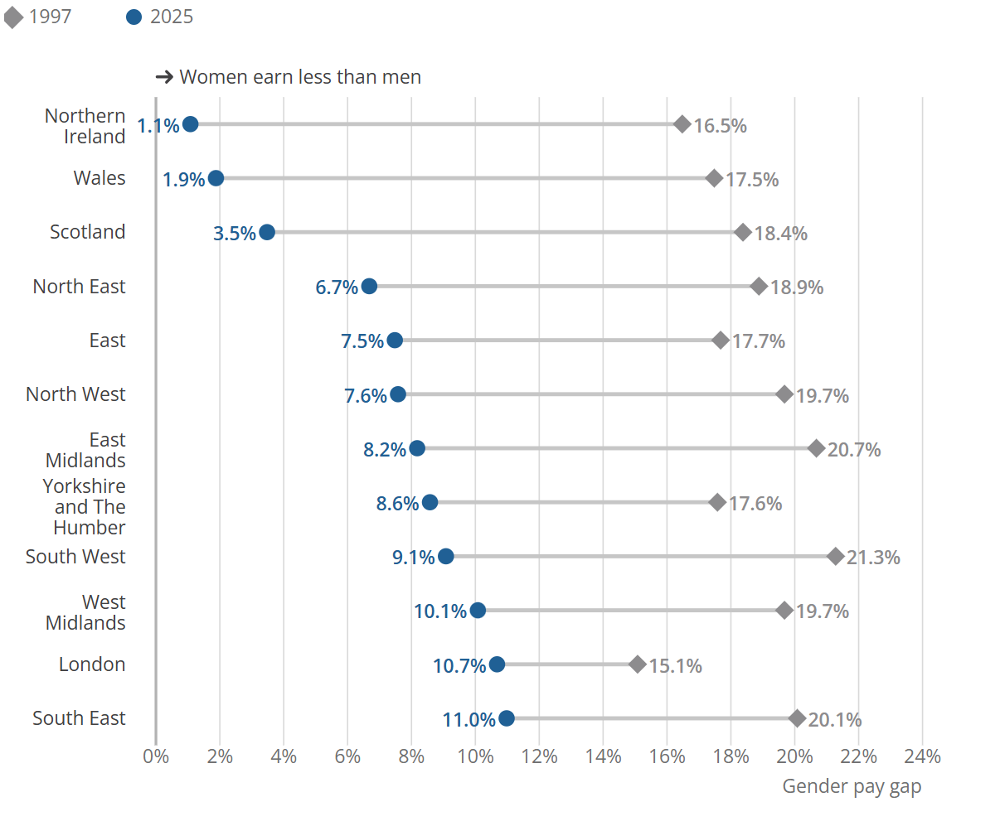 1997 2025
Women earn less than men
Northern
Ireland
1.1% 16.5%
Wales 1.9% 17.5%
Scotland 3.5% 18.4%
North East 6.7% 18.9%
East 7.5% 17.7%
North West 7.6% 19.7%
East
Midlands
8.2% 20.7%
Yorkshire
and The
Humber
8.6% 17.6%
South West 9.1% 21.3%
West
Midlands
10.1% 19.7%
London 10.7% 15.1%
South East 11.0% 20.1%
0% 2% 4% 6% 8% 10% 12% 14% 16% 18% 20% 22% 24%
Gender pay gap